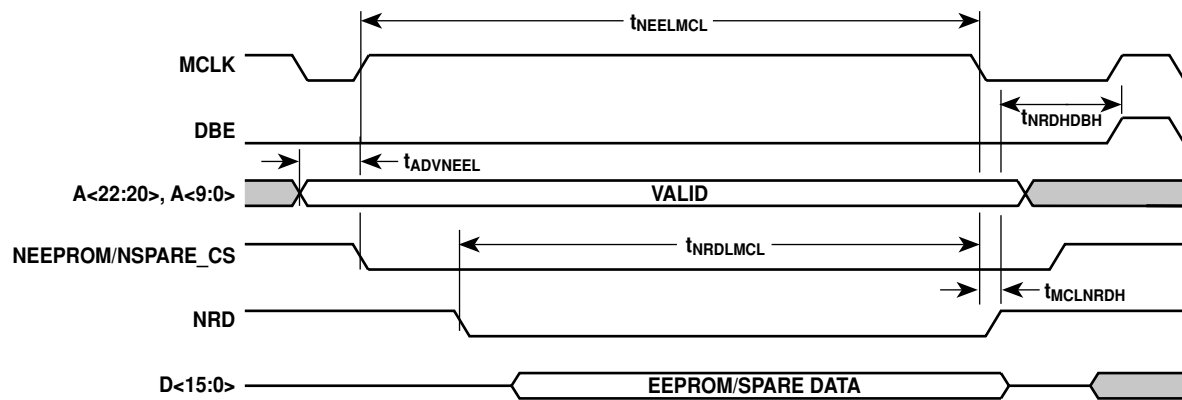 tNEELMCL
MCLK
tNRDHDBH
DBE
tADVNEEL
A<22:20>, A<9:0>
VALID
tNRDLMCL
NEEPROM/NSPARE_CS
tMCLNRDH
NRD
D<15:0>
EEPROM/SPARE DATA